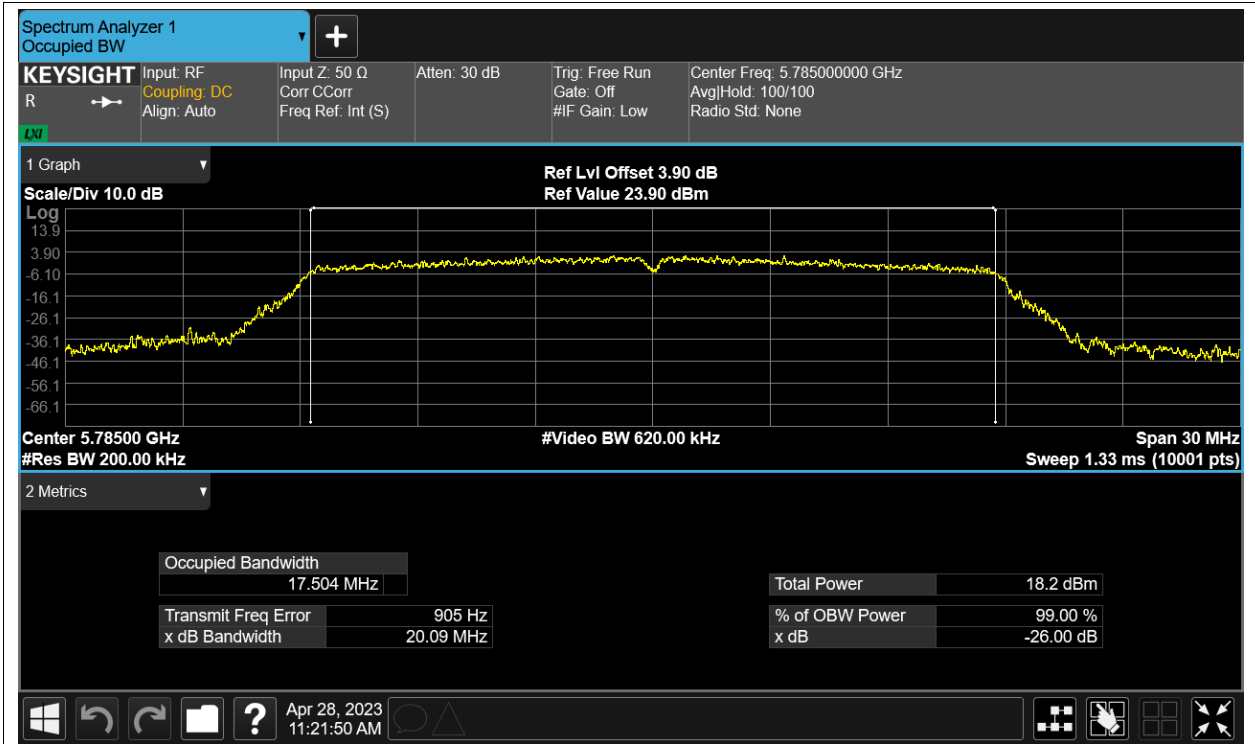 Spectrum Analyzer 1
Occupied BW
+
KEYSIGHT Input: RF Input Z: 50 Ω Atten: 30 dB Trig: Free Run Center Freq: 5.785000000 GHz
R Coupling: DC Corr CCorr Gate: Off Avg|Hold: 100/100
Align: Auto Freq Ref: Int (S) #IF Gain: Low Radio Std: None
LXI
1 Graph
Ref Lvl Offset 3.90 dB
Scale/Div 10.0 dB Ref Value 23.90 dBm
Log
13.9
3.90
-6.10
-16.1
-26.1
-36.1
-46.1
-56.1
-66.1
Center 5.78500 GHz #Video BW 620.00 kHz Span 30 MHz
#Res BW 200.00 kHz Sweep 1.33 ms (10001 pts)
2 Metrics
Occupied Bandwidth
17.504 MHz Total Power 18.2 dBm
Transmit Freq Error 905 Hz % of OBW Power 99.00 %
x dB Bandwidth 20.09 MHz x dB -26.00 dB
? Apr 28, 2023
11:21:50 AM